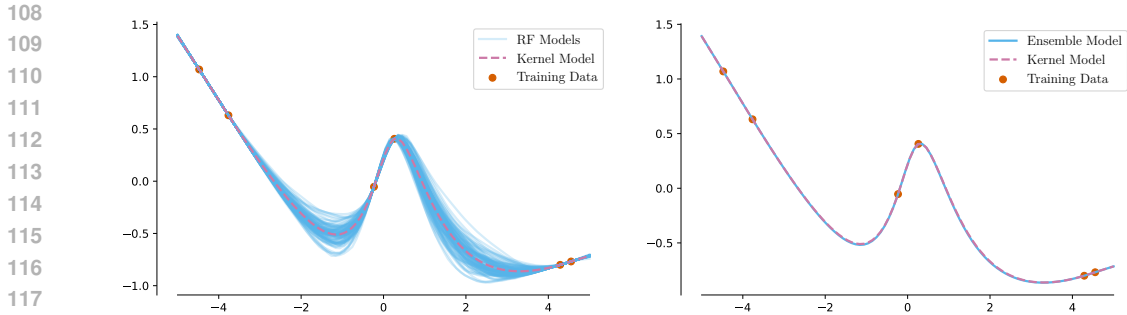 108
109
110
111
112
113
114
115
116
117
1.5
1.0
0.5
0.0
−0.5
−1.0
−4 −2 0 2 4
RF Models
Kernel Model
Training Data
1.5
1.0
0.5
0.0
−0.5
−4 −2 0 2 4
Ensemble Model
Kernel Model
Training Data